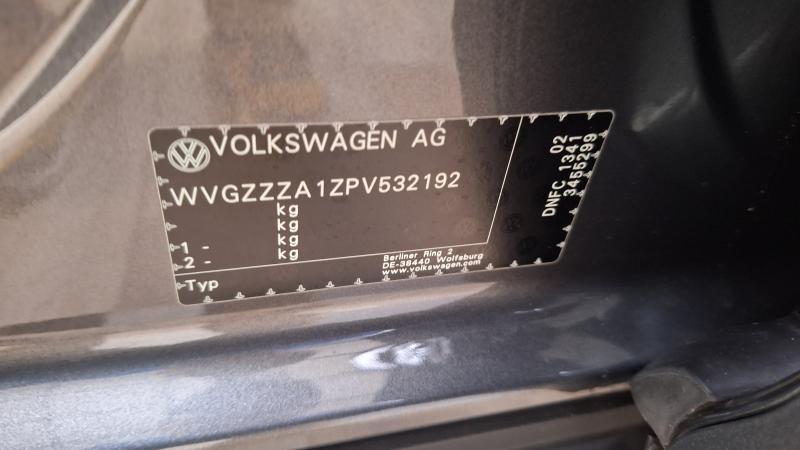 VOLKSWAGEN AG
WVGZZZA1ZPV532192
kg
kg
1 - kg
2 - kg
Berliner Ring 2
DE-38440 Wolfsburg
www.volkswagen.com
Typ
02
DNFC 1341
3455299